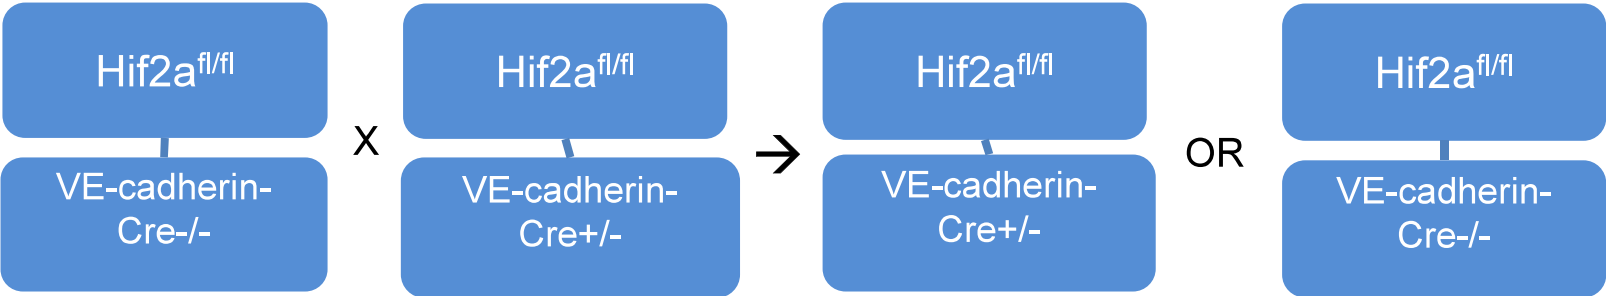 Hif2afl/fl
VE-cadherin-
Cre-/-
X
Hif2afl/fl
VE-cadherin-
Cre+/-
→
Hif2afl/fl
VE-cadherin-
Cre+/-
OR
Hif2afl/fl
VE-cadherin-
Cre-/-